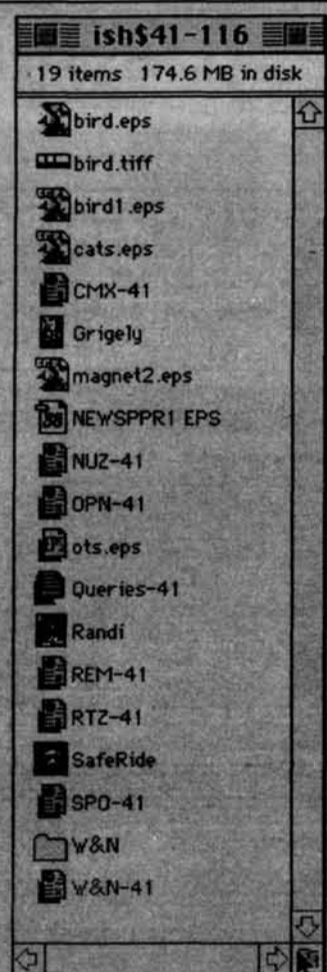 ish$41-116
19 items 174.6 MB in disk
bird.eps
bird.tiff
bird1.eps
cats.eps
CMX-41
Grigely
magnet2.eps
NEWSPPR1 EPS
NUZ-41
OPN-41
ots.eps
Queries-41
Randi
REM-41
RTZ-41
SafeRide
SPO-41
W&N
W&N-41